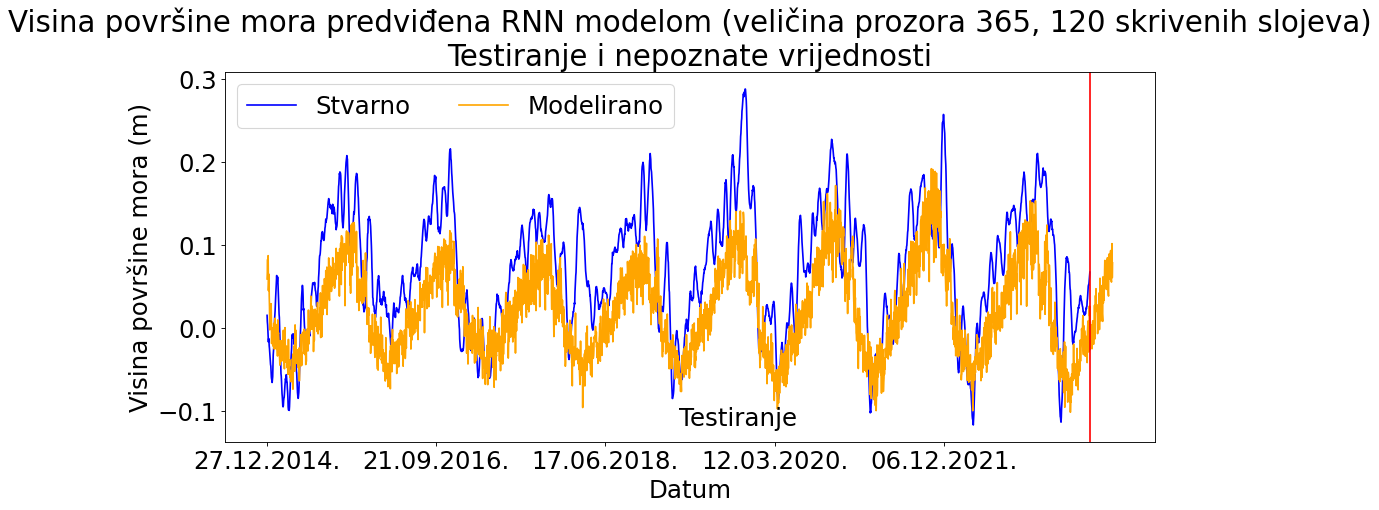 Visina površine mora predviđena RNN modelom (veličina prozora 365, 120 skrivenih slojeva)
Testiranje i nepoznate vrijednosti
Stvarno
Modelirano
Visina površine mora (m)
0.3
0.2
0.1
0.0
−0.1
Testiranje
27.12.2014.
21.09.2016.
17.06.2018.
12.03.2020.
06.12.2021.
Datum